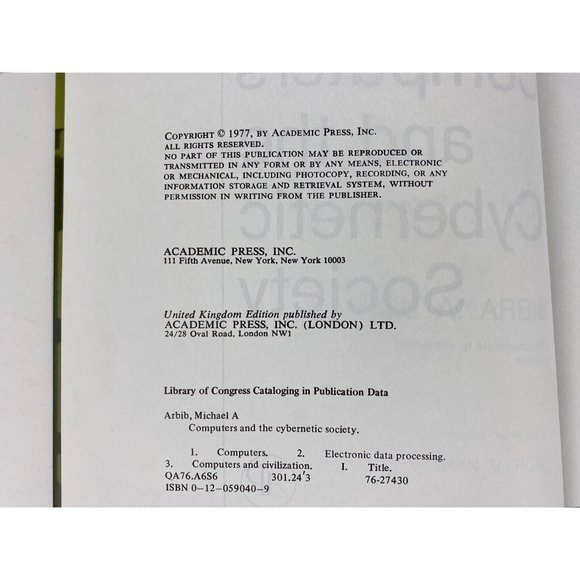 COPYRIGHT © 1977, BY ACADEMIC PRESS, INC.
ALL RIGHTS RESERVED.
NO PART OF THIS PUBLICATION MAY BE REPRODUCED OR
TRANSMITTED IN ANY FORM OR BY ANY MEANS, ELECTRONIC
OR MECHANICAL, INCLUDING PHOTOCOPY, RECORDING, OR ANY
INFORMATION STORAGE AND RETRIEVAL SYSTEM, WITHOUT
PERMISSION IN WRITING FROM THE PUBLISHER.
ACADEMIC PRESS, INC.
111 Fifth Avenue, New York, New York 10003
United Kingdom Edition published by
ACADEMIC PRESS, INC. (LONDON) LTD.
24/28 Oval Road, London NW1
Library of Congress Cataloging in Publication Data
Arbib, Michael A
Computers and the cybernetic society.
1. Computers. 2. Electronic data processing.
3. Computers and civilization. I. Title.
QA76.A6S6 301.24'3 76-27430
ISBN 0-12-059040-9
Computers
and the
Cybernetic
Society